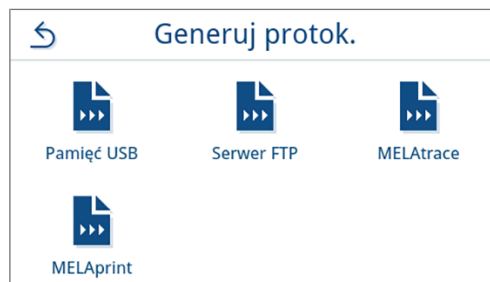 Generuj protok.
Pamięć USB
Serwer FTP
MELAtrace
MELAprint